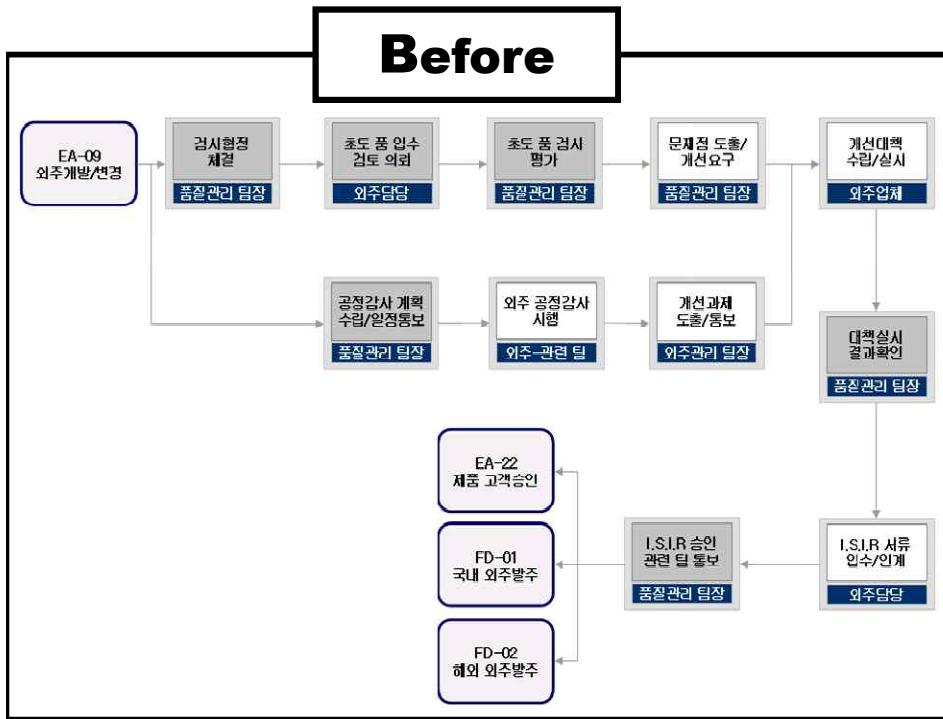 Before
EA-09
외주개발/변경
검사협정
체결
품질관리 팀장
초도 품 입수
검토 의뢰
외주담당
초도 품 검사
평가
품질관리 팀장
문제점 도출/
개선요구
품질관리 팀장
개선대책
수립/실시
외주업체
공정감사 계획
수립/일정통보
품질관리 팀장
외주 공정감사
시행
외주-관련 팀
개선과제
도출/통보
외주관리 팀장
대책실시
결과확인
품질관리 팀장
EA-22
제품 고객승인
FD-01
국내 외주발주
FD-02
해외 외주발주
I.S.I.R 승인
관련 팀 통보
품질관리 팀장
I.S.I.R 서류
입수/인계
외주담당